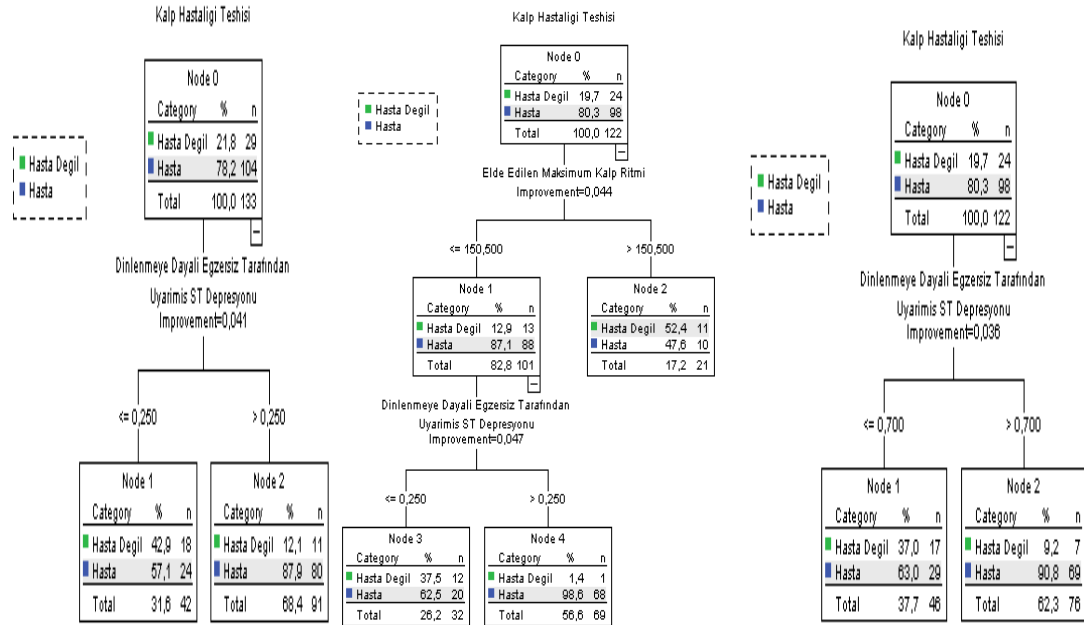 Kalp Hastaligi Teshisi
Hasta Degil
Hasta
Node 0
Category % n
Hasta Degil 21,8 29
Hasta 78,2 104
Total 100,0 133
Dinlenmeye Dayali Egzersiz Tarafından
Uyarimis ST Depresyonu
Improvement=0,041
<= 0,250
> 0,250
Node 1
Category % n
Hasta Degil 42,9 18
Hasta 57,1 24
Total 31,6 42
Node 2
Category % n
Hasta Degil 12,1 11
Hasta 87,9 80
Total 68,4 91
Kalp Hastaligi Teshisi
Hasta Degil
Hasta
Node 0
Category % n
Hasta Degil 19,7 24
Hasta 80,3 98
Total 100,0 122
Elde Edilen Maksimum Kalp Ritmi
Improvement=0,044
<= 150,500
> 150,500
Node 1
Category % n
Hasta Degil 12,9 13
Hasta 87,1 88
Total 82,8 101
Node 2
Category % n
Hasta Degil 52,4 11
Hasta 47,6 10
Total 17,2 21
Dinlenmeye Dayali Egzersiz Tarafından
Uyarimis ST Depresyonu
Improvement=0,047
<= 0,250
> 0,250
Node 3
Category % n
Hasta Degil 37,5 12
Hasta 62,5 20
Total 26,2 32
Node 4
Category % n
Hasta Degil 1,4 1
Hasta 98,6 68
Total 56,6 69
Kalp Hastaligi Teshisi
Hasta Degil
Hasta
Node 0
Category % n
Hasta Degil 19,7 24
Hasta 80,3 98
Total 100,0 122
Dinlenmeye Dayali Egzersiz Tarafından
Uyarimis ST Depresyonu
Improvement=0,036
<= 0,700
> 0,700
Node 1
Category % n
Hasta Degil 37,0 17
Hasta 63,0 29
Total 37,7 46
Node 2
Category % n
Hasta Degil 9,2 7
Hasta 90,8 69
Total 62,3 76